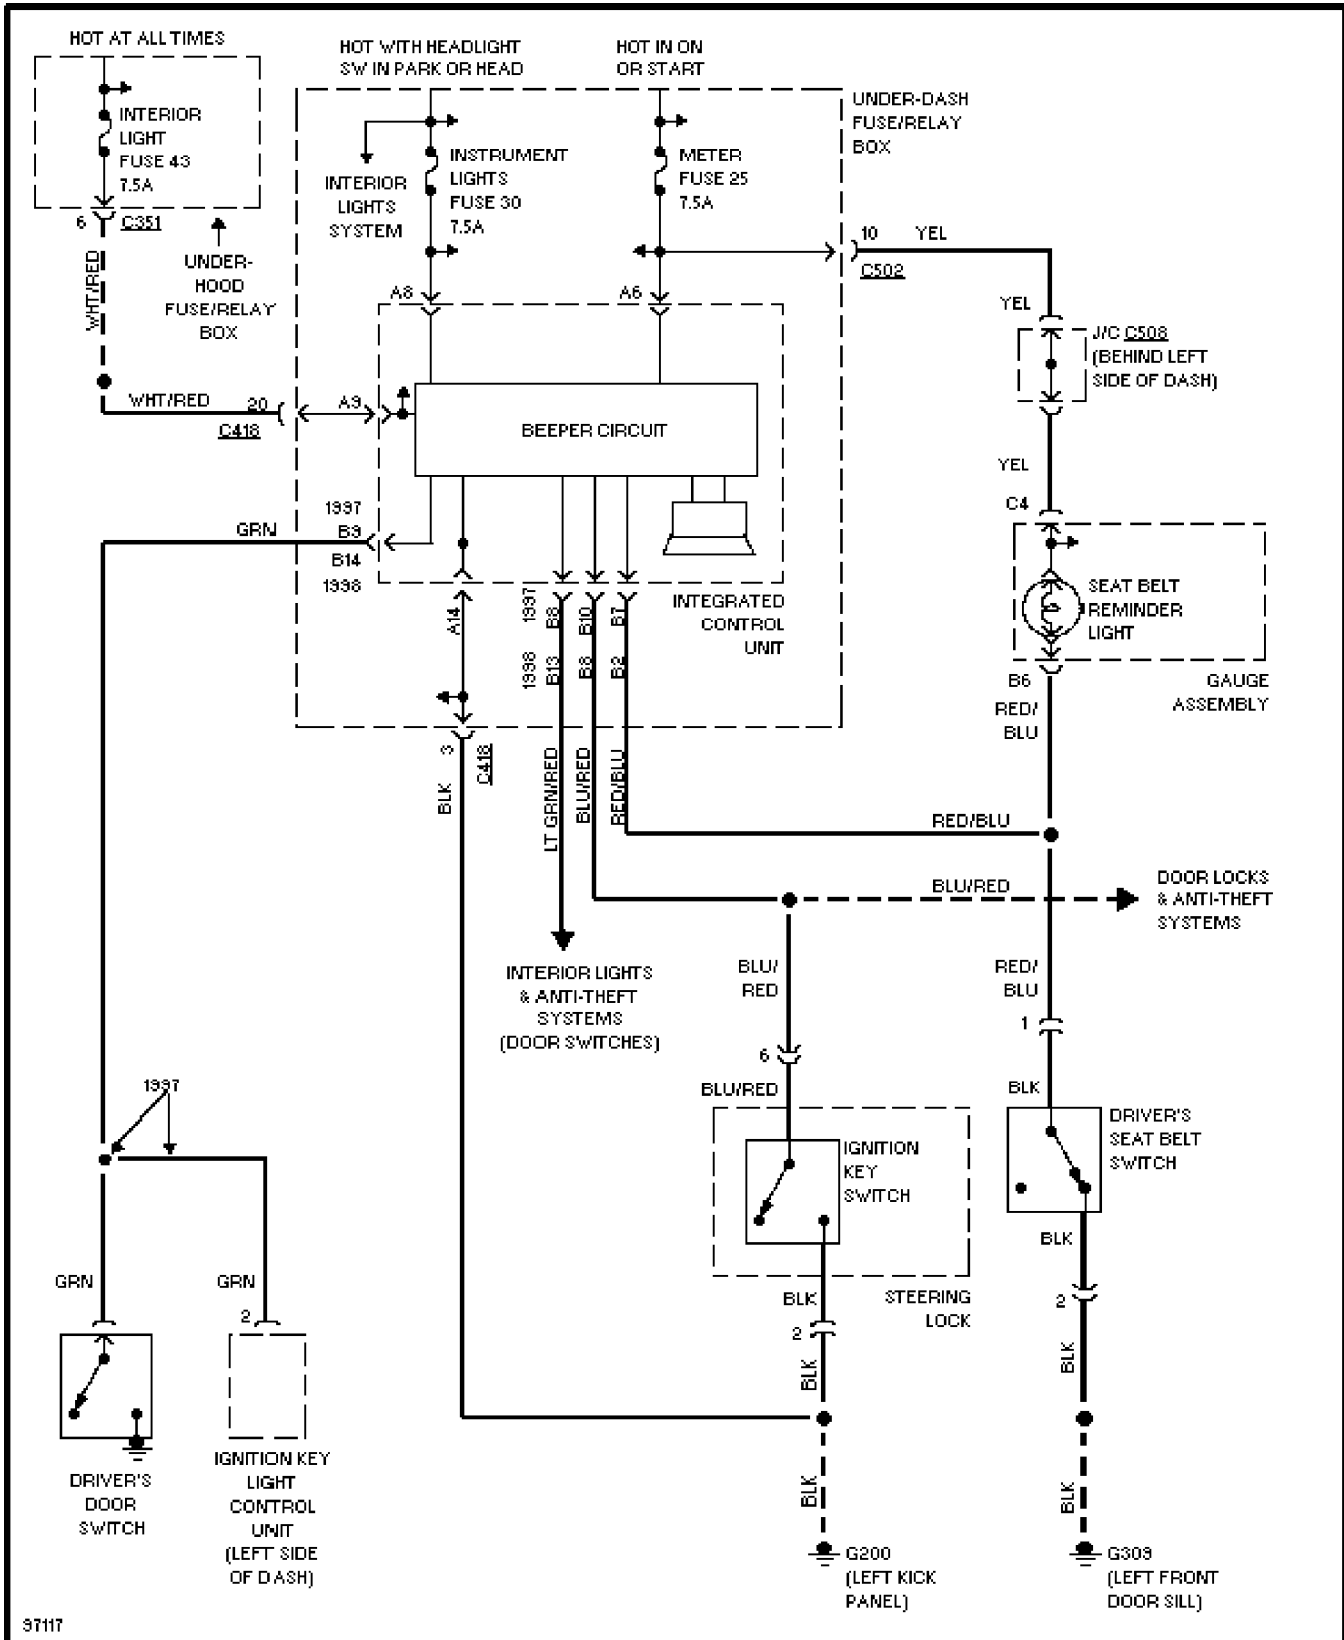 HOT AT ALL TIMES
INTERIOR
LIGHT
FUSE 43
7.5A
6
C351
WHT/RED
UNDER-
HOOD
FUSE/RELAY
BOX
WHT/RED
20
C418
HOT WITH HEADLIGHT
SW IN PARK OR HEAD
HOT IN ON
OR START
UNDER-DASH
FUSE/RELAY
BOX
INTERIOR
LIGHTS
SYSTEM
INSTRUMENT
LIGHTS
FUSE 30
7.5A
METER
FUSE 25
7.5A
10
YEL
C502
A8
A6
A9
BEEPER CIRCUIT
YEL
J/C C508
(BEHIND LEFT
SIDE OF DASH)
YEL
C4
SEAT BELT
REMINDER
LIGHT
B6
GAUGE
ASSEMBLY
RED/
BLU
GRN
1997
B9
B14
1998
INTEGRATED
CONTROL
UNIT
A14
1997
B8
B10
B7
1998
B13
B8
B2
3
C418
BLK
LT GRN/RED
BLU/RED
RED/BLU
RED/BLU
BLU/RED
DOOR LOCKS
& ANTI-THEFT
SYSTEMS
INTERIOR LIGHTS
& ANTI-THEFT
SYSTEMS
(DOOR SWITCHES)
BLU/
RED
6
BLU/RED
RED/
BLU
1
BLK
IGNITION
KEY
SWITCH
DRIVER'S
SEAT BELT
SWITCH
STEERING
LOCK
BLK
2
BLK
BLK
2
BLK
1997
GRN
GRN
2
DRIVER'S
DOOR
SWITCH
IGNITION KEY
LIGHT
CONTROL
UNIT
(LEFT SIDE
OF DASH)
BLK
BLK
G200
(LEFT KICK
PANEL)
G309
(LEFT FRONT
DOOR SILL)
97117